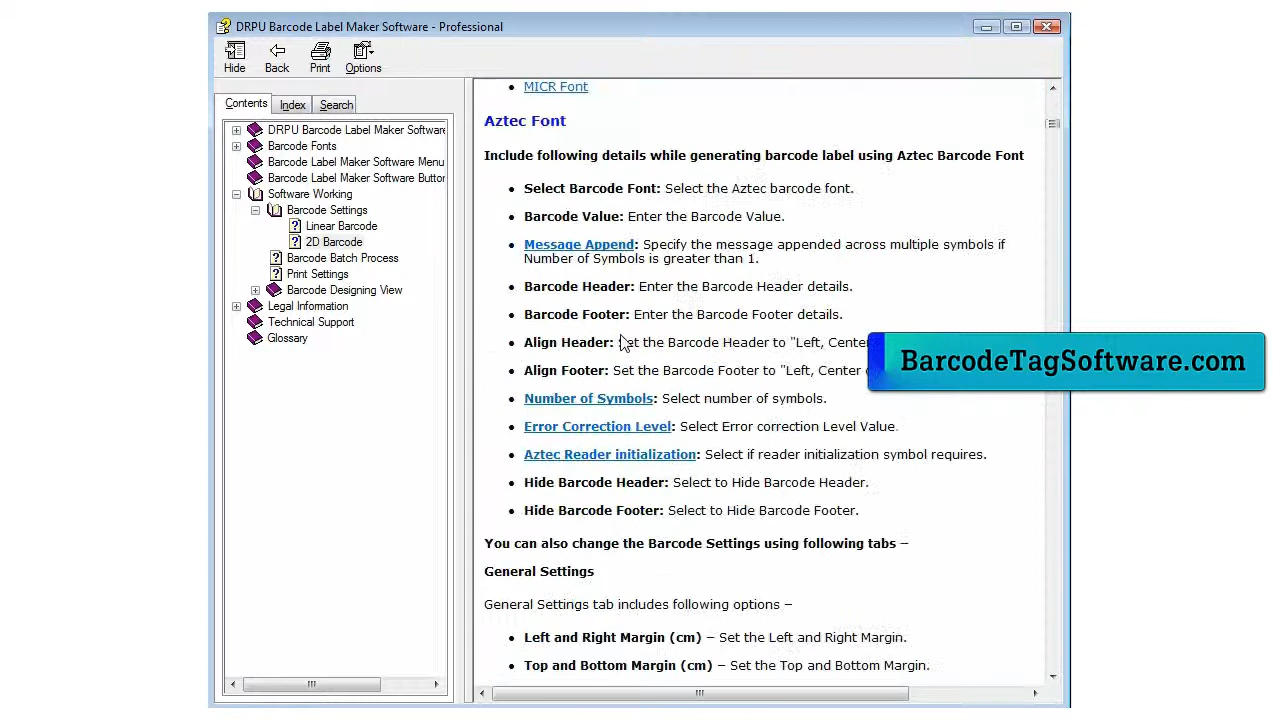 DRPU Barcode Label Maker Software - Professional
Hide Back Print Options
Contents Index Search
DRPU Barcode Label Maker Software
Barcode Fonts
Barcode Label Maker Software Menu
Barcode Label Maker Software Button
Software Working
Barcode Settings
Linear Barcode
2D Barcode
Barcode Batch Process
Print Settings
Barcode Designing View
Legal Information
Technical Support
Glossary
MICR Font
Aztec Font
Include following details while generating barcode label using Aztec Barcode Font
Select Barcode Font: Select the Aztec barcode font.
Barcode Value: Enter the Barcode Value.
Message Append: Specify the message appended across multiple symbols if
Number of Symbols is greater than 1.
Barcode Header: Enter the Barcode Header details.
Barcode Footer: Enter the Barcode Footer details.
Align Header: Set the Barcode Header to "Left, Center
Align Footer: Set the Barcode Footer to "Left, Center
Number of Symbols: Select number of symbols.
Error Correction Level: Select Error correction Level Value.
Aztec Reader initialization: Select if reader initialization symbol requires.
Hide Barcode Header: Select to Hide Barcode Header.
Hide Barcode Footer: Select to Hide Barcode Footer.
You can also change the Barcode Settings using following tabs –
General Settings
General Settings tab includes following options –
Left and Right Margin (cm) – Set the Left and Right Margin.
Top and Bottom Margin (cm) – Set the Top and Bottom Margin.
BarcodeTagSoftware.com